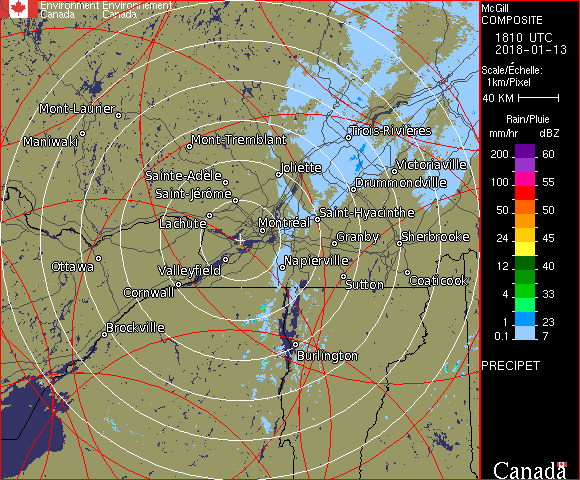 Environment Environnement
Canada Canada
McGill
COMPOSITE
1810 UTC
2018-01-13
Scale/Échelle:
1km/Pixel
40 KM
Rain/Pluie
mm/hr dBZ
200 60
100 55
50 50
24 45
12 40
4 33
1 23
0.1 7
PRECIPET
Canada
Mont-Laurier
Maniwaki
Mont-Tremblant
Trois-Rivières
Sainte-Adèle
Joliette
Victoriaville
Drummondville
Saint-Jérôme
Lachute
Saint-Hyacinthe
Montréal
Granby
Sherbrooke
Ottawa
Valleyfield
Napierville
Sutton
Coaticook
Cornwall
Brockville
Burlington